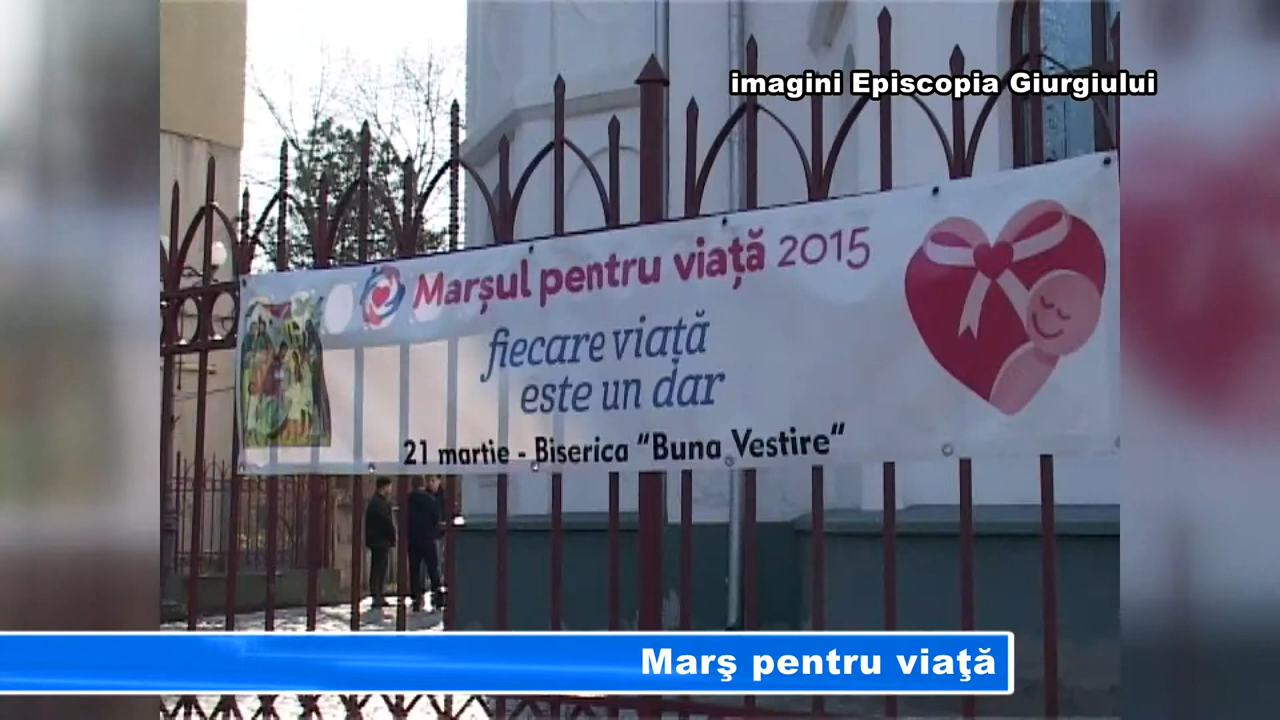 imagini Episcopia Giurgiului
Marșul pentru viață 2015
fiecare viață
este un dar
21 martie - Biserica “Buna Vestire“
Marş pentru viaţă